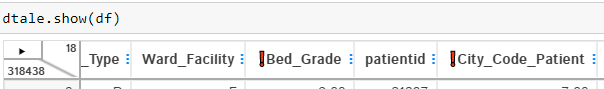 dtale.show(df)
18
_Type Ward_Facility Bed_Grade patientid City_Code_Patient
318438